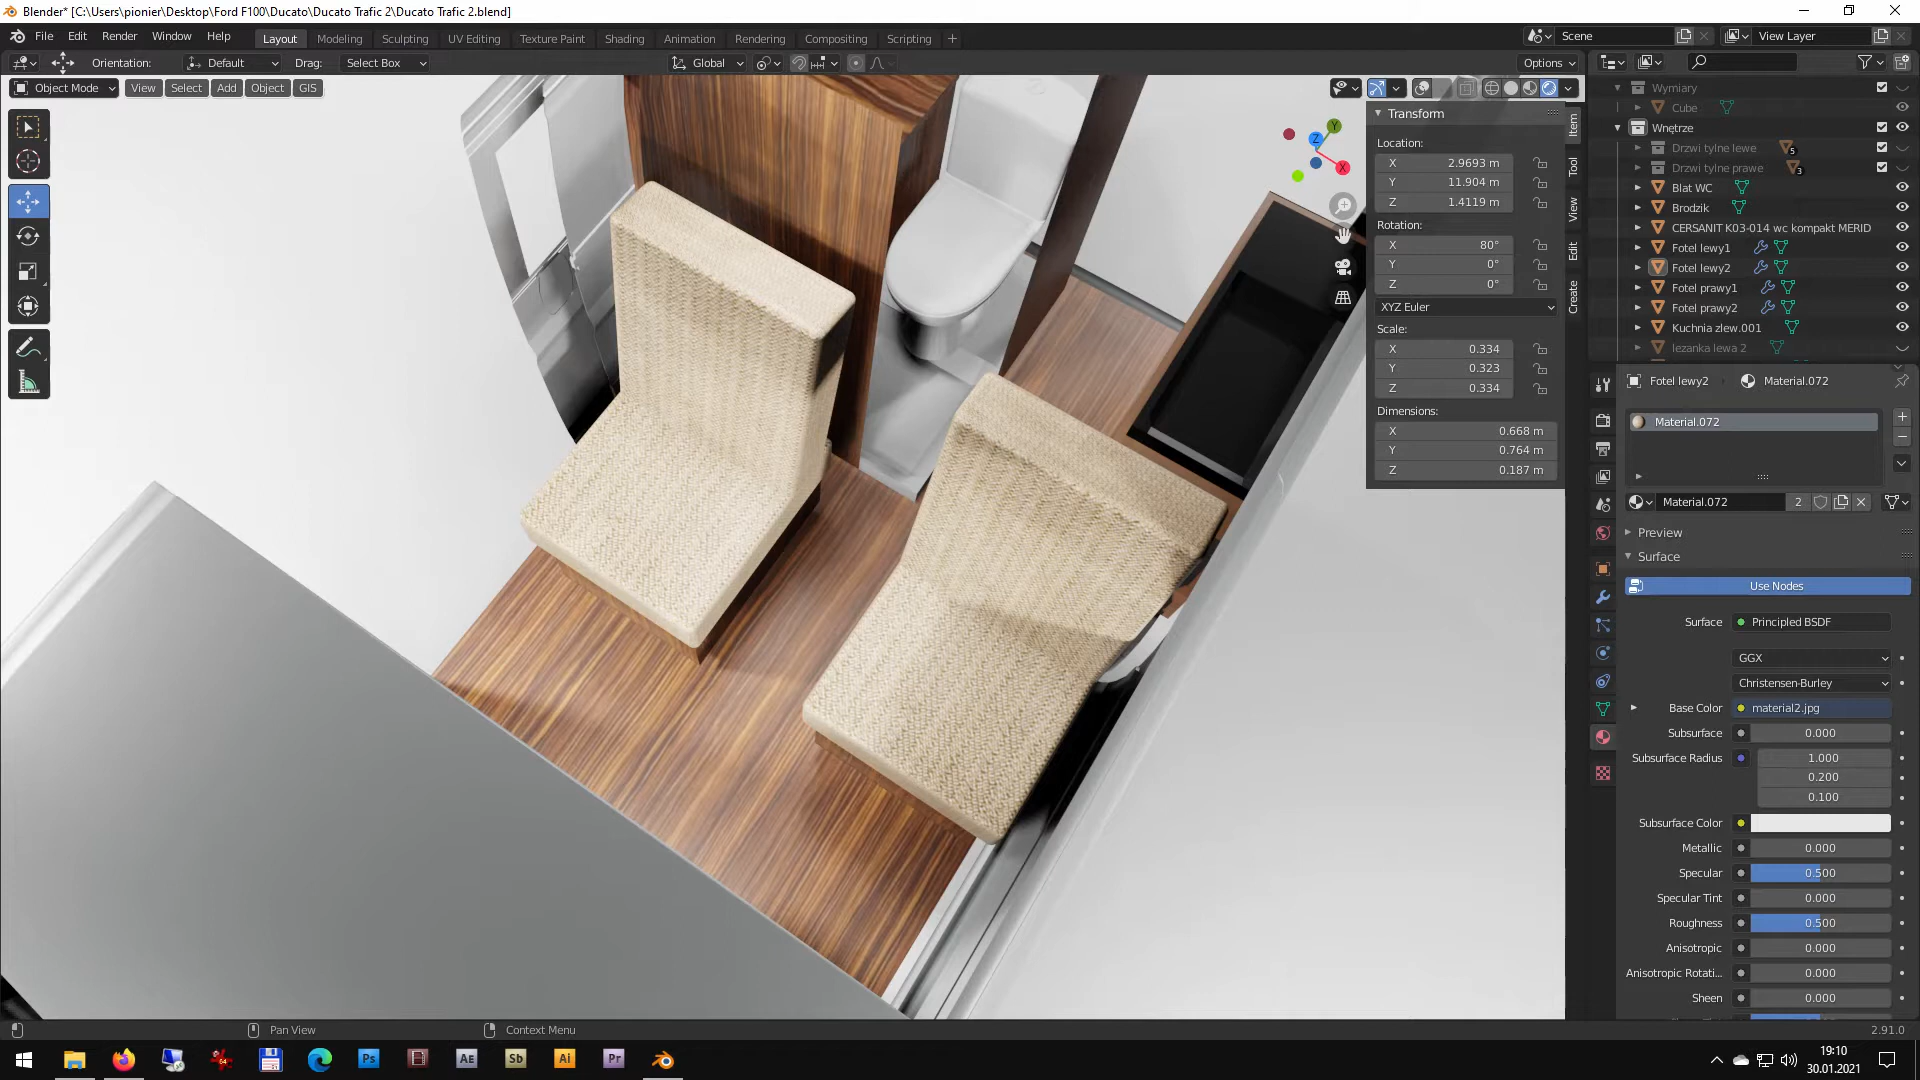 Blender* [C:\Users\pionier\Desktop\Ford F100\Ducato\Ducato Trafic 2\Ducato Trafic 2.blend]
File Edit Render Window Help
Layout Modeling Sculpting UV Editing Texture Paint Shading Animation Rendering Compositing Scripting +
Scene View Layer
Orientation: Default Drag: Select Box Global Options
Object Mode View Select Add Object GIS
Transform
Location:
X 2.9693 m
Y 11.904 m
Z 1.4119 m
Rotation:
X 80°
Y 0°
Z 0°
XYZ Euler
Scale:
X 0.334
Y 0.323
Z 0.334
Dimensions:
X 0.668 m
Y 0.764 m
Z 0.187 m
Item
Tool
View
Edit
Create
Y
Z
X
Wymiary
Cube
Wnętrze
Drzwi tylne lewe 5
Drzwi tylne prawe 3
Blat WC
Brodzik
CERSANIT K03-014 wc kompakt MERID
Fotel lewy1
Fotel lewy2
Fotel prawy1
Fotel prawy2
Kuchnia zlew.001
lezanka lewa 2
Fotel lewy2 Material.072
Material.072
Material.072 2
Preview
Surface
Use Nodes
Surface Principled BSDF
GGX
Christensen-Burley
Base Color material2.jpg
Subsurface 0.000
Subsurface Radius 1.000
0.200
0.100
Subsurface Color
Metallic 0.000
Specular 0.500
Specular Tint 0.000
Roughness 0.500
Anisotropic 0.000
Anisotropic Rotati... 0.000
Sheen 0.000
Pan View Context Menu 2.91.0
64 Ps AE Sb Ai Pr
19:10
30.01.2021